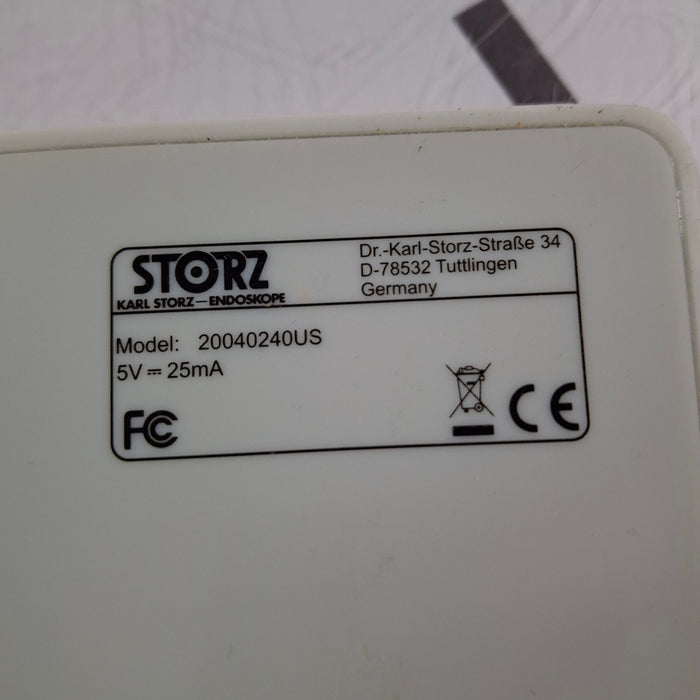 STORZ
KARL STORZ—ENDOSKOPE
Dr.-Karl-Storz-Straße 34
D-78532 Tuttlingen
Germany
Model: 20040240US
5V ⎓ 25mA
FC
CE